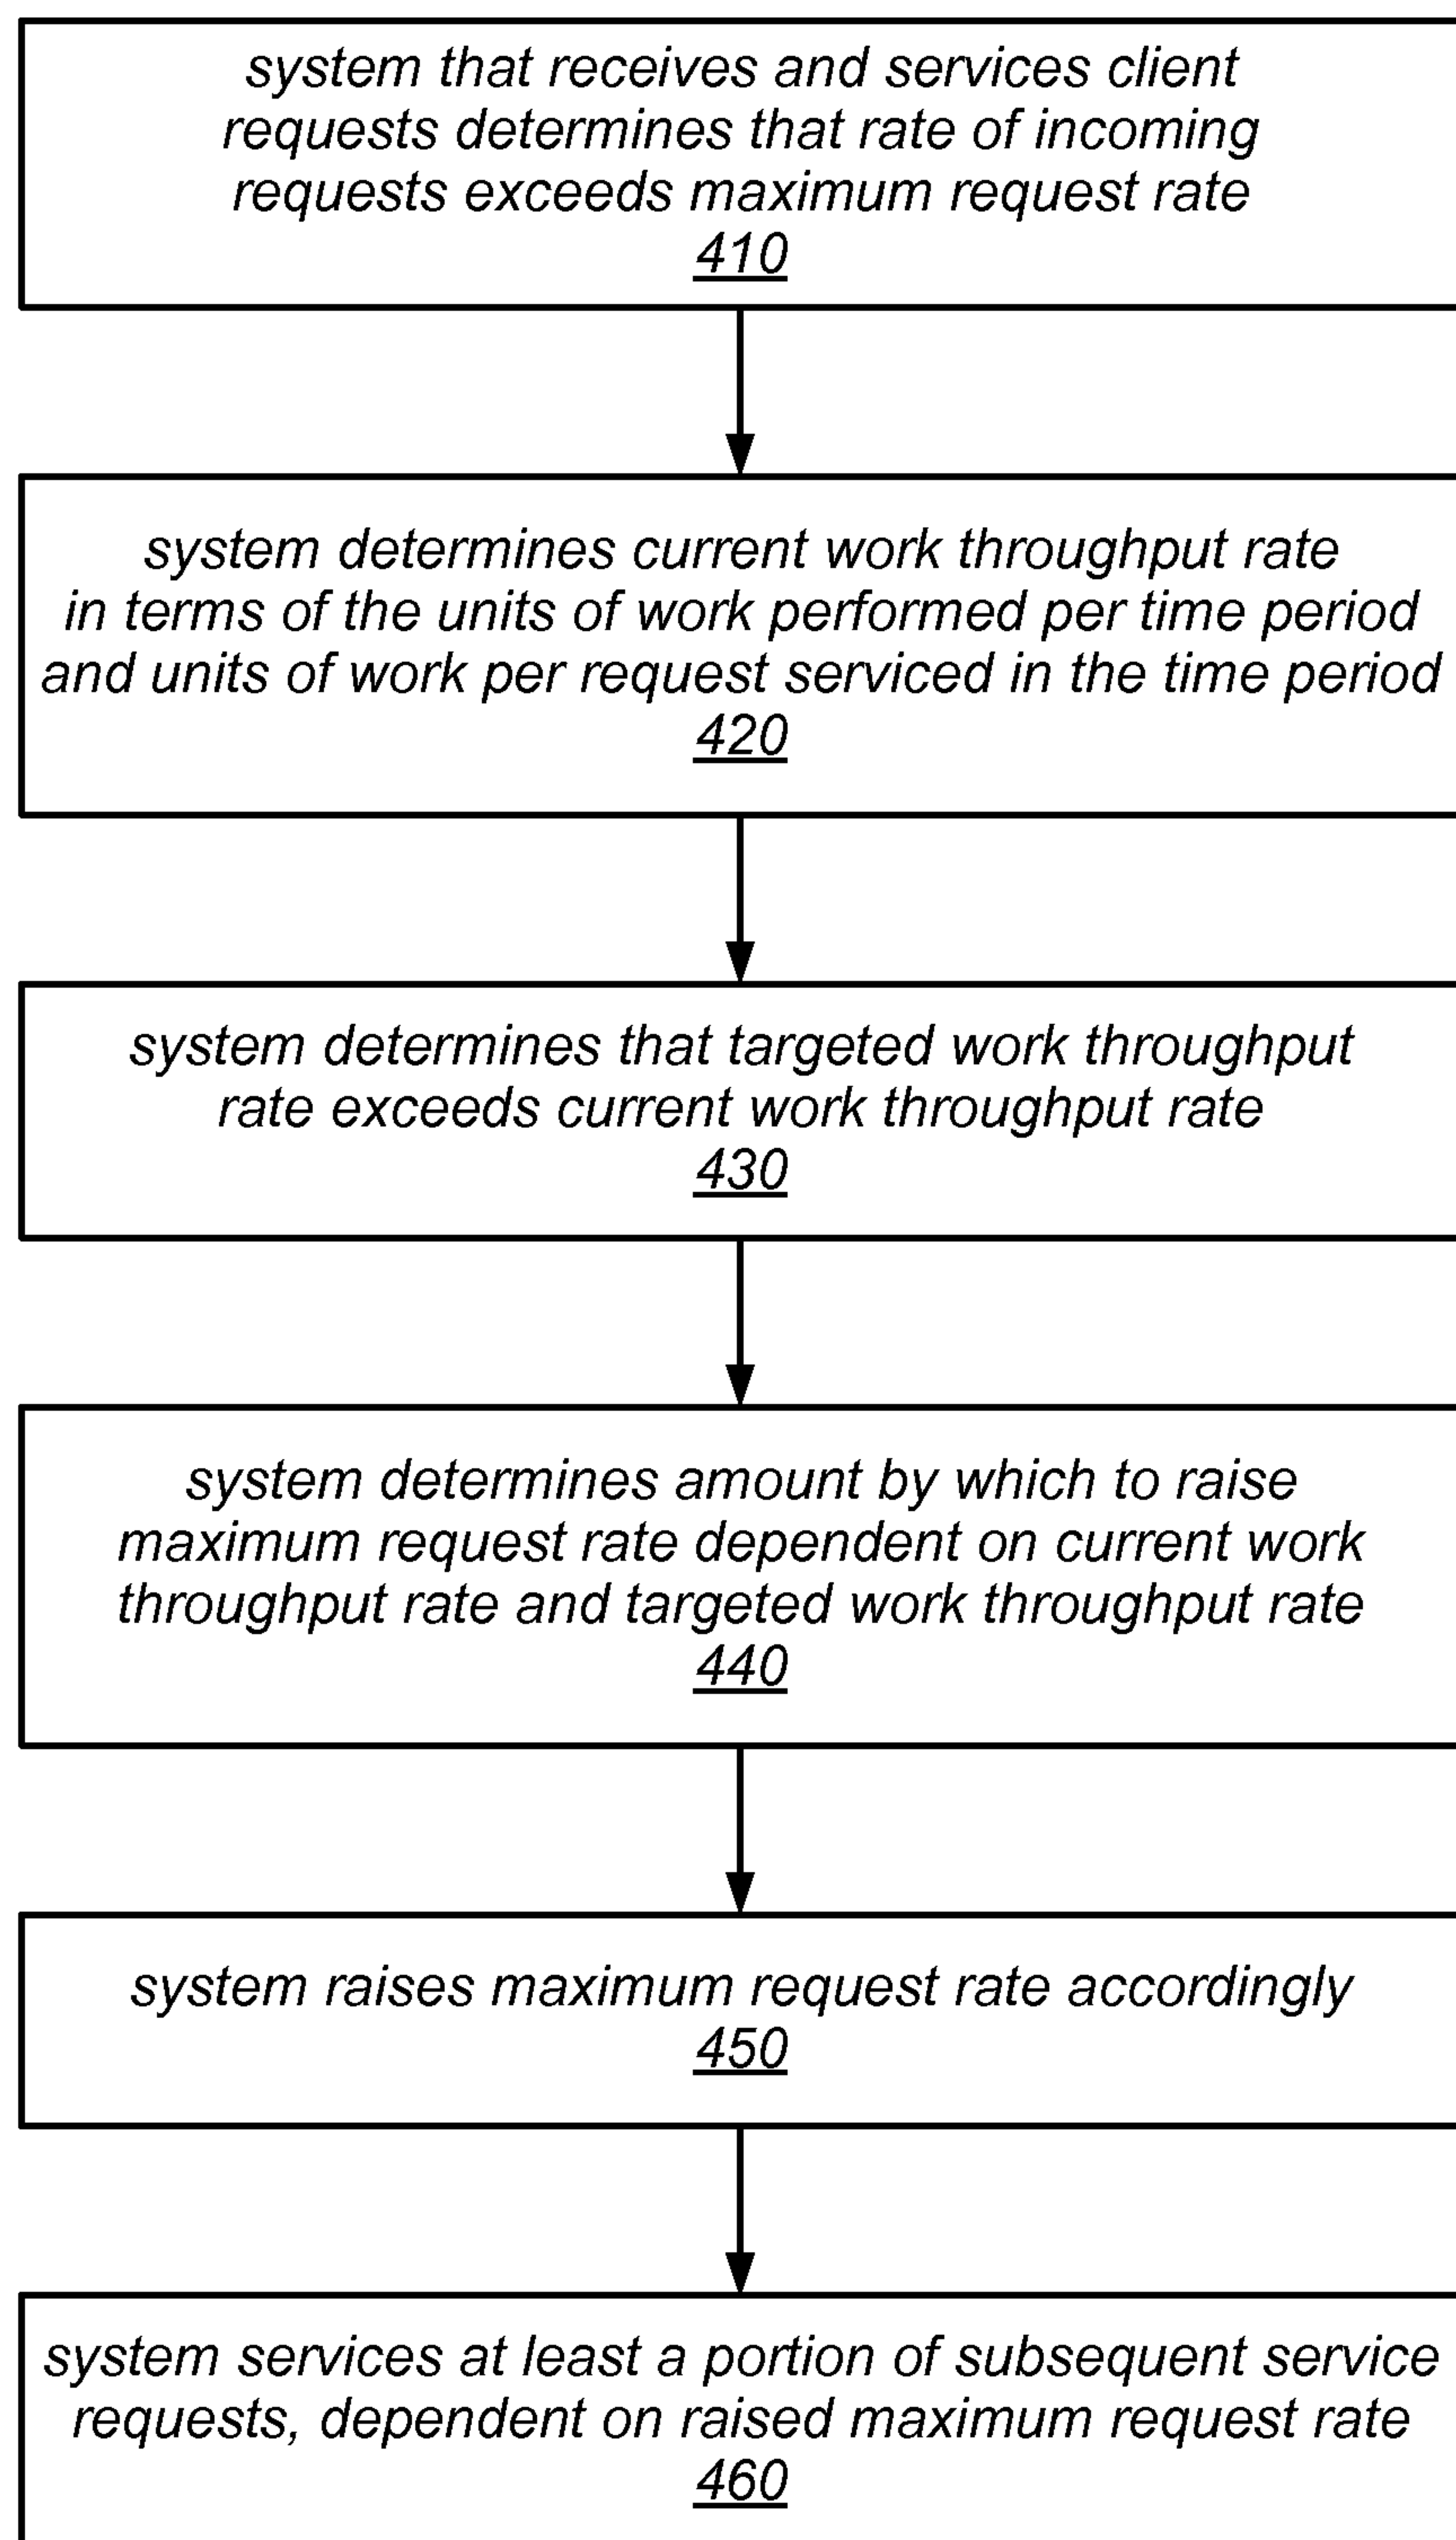 system that receives and services client
requests determines that rate of incoming
requests exceeds maximum request rate
410
system determines current work throughput rate
in terms of the units of work performed per time period
and units of work per request serviced in the time period
420
system determines that targeted work throughput
rate exceeds current work throughput rate
430
system determines amount by which to raise
maximum request rate dependent on current work
throughput rate and targeted work throughput rate
440
system raises maximum request rate accordingly
450
system services at least a portion of subsequent service
requests, dependent on raised maximum request rate
460